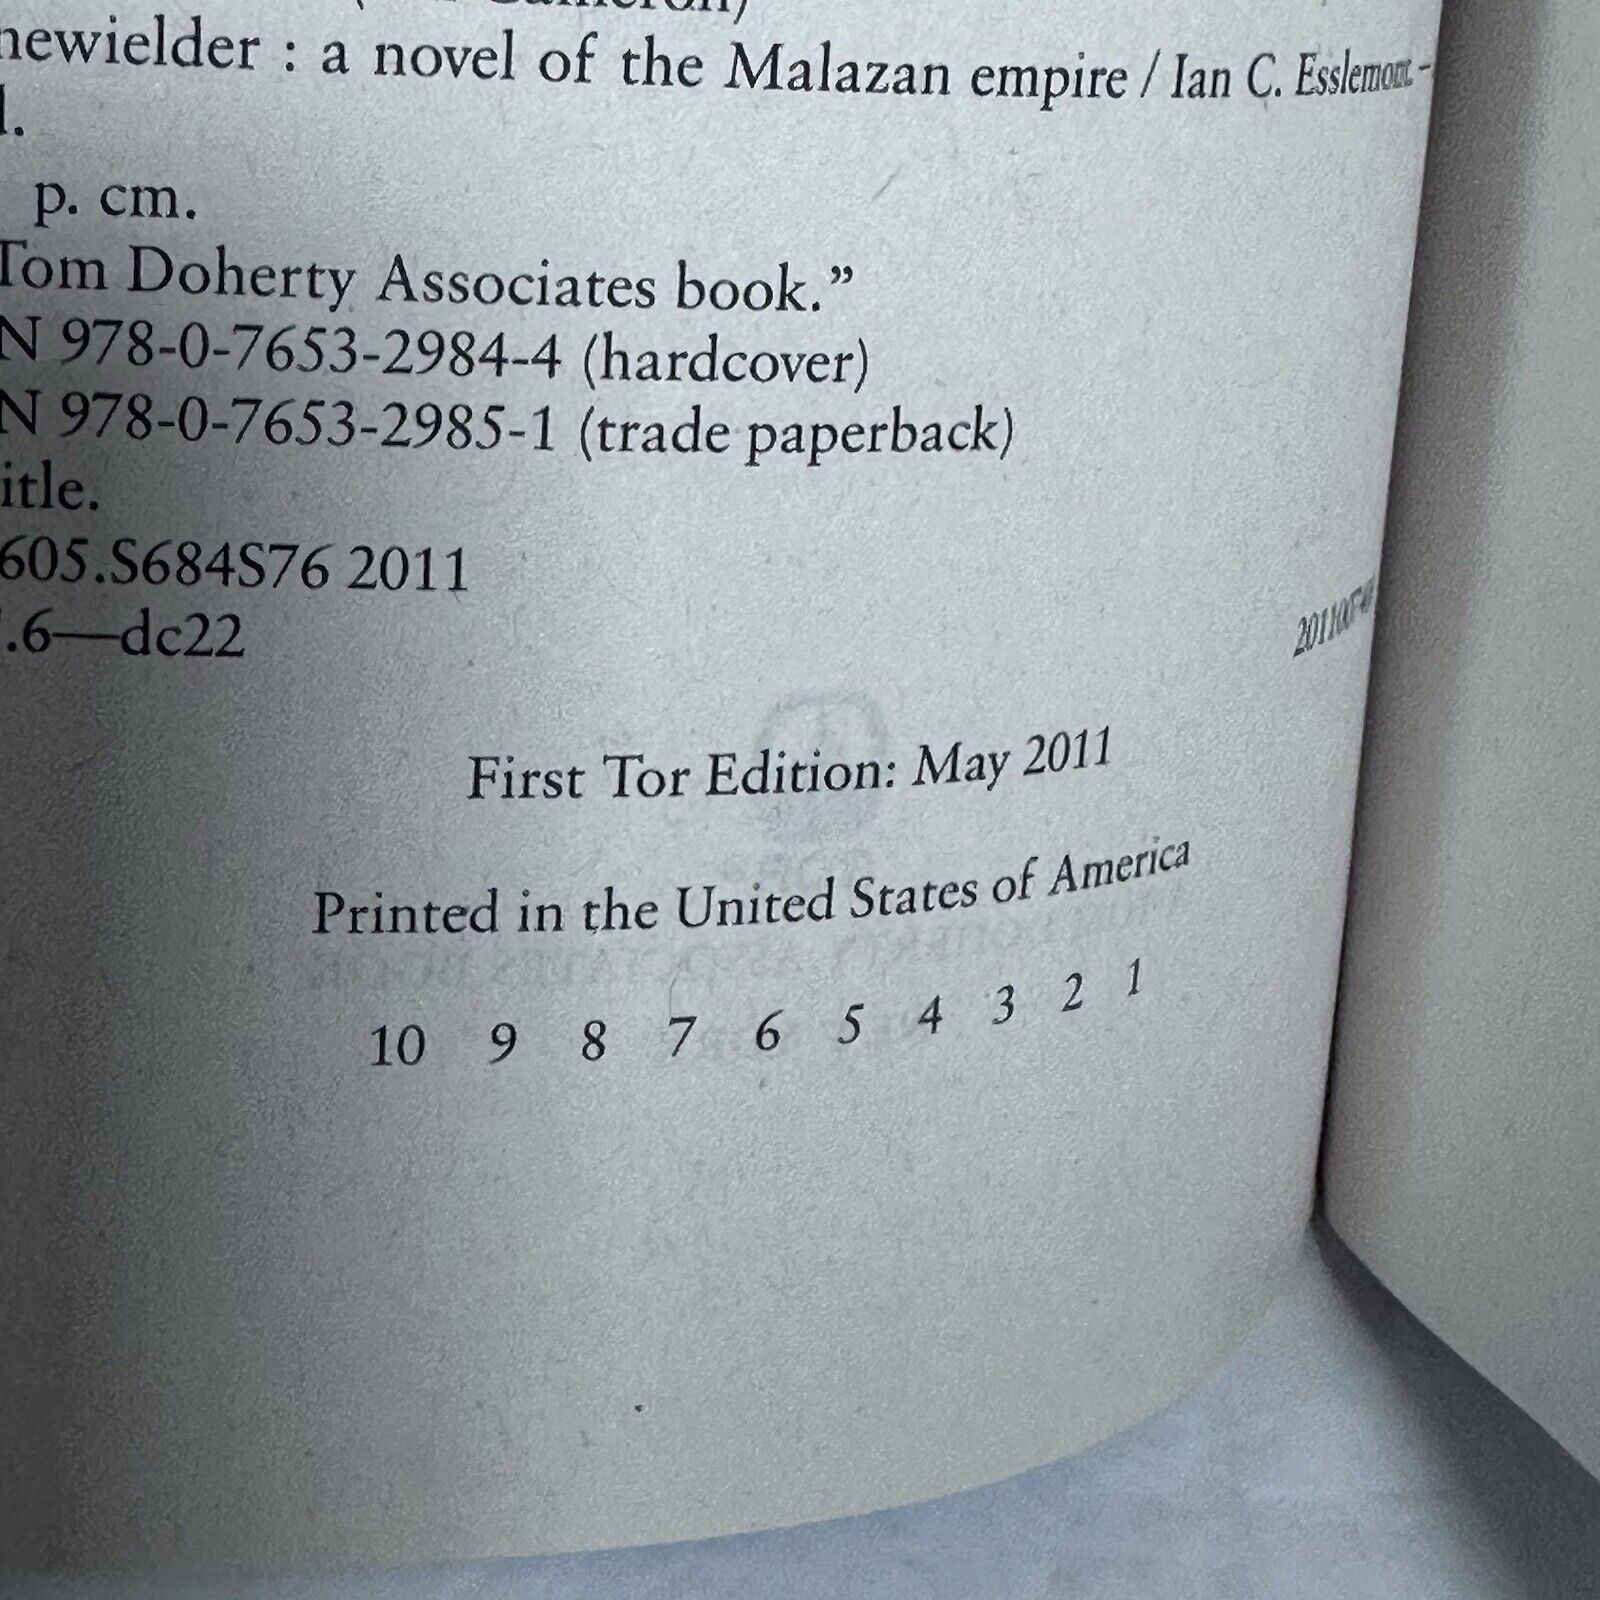 newielder : a novel of the Malazan empire / Ian C. Esslemont -
p. cm.
Tom Doherty Associates book.”
N 978-0-7653-2984-4 (hardcover)
N 978-0-7653-2985-1 (trade paperback)
itle.
605.S684S76 2011
.6—dc22
First Tor Edition: May 2011
Printed in the United States of America
10 9 8 7 6 5 4 3 2 1